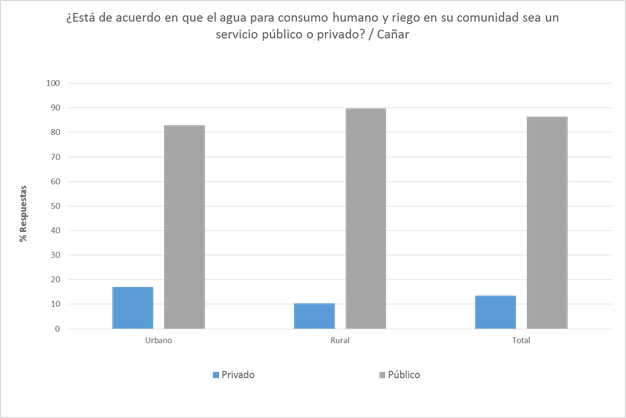 ¿Está de acuerdo en que el agua para consumo humano y riego en su comunidad sea un
servicio público o privado? / Cañar
100
90
80
70
60
50
40
30
20
10
0
% Respuestas
Urbano Rural Total
Privado Público